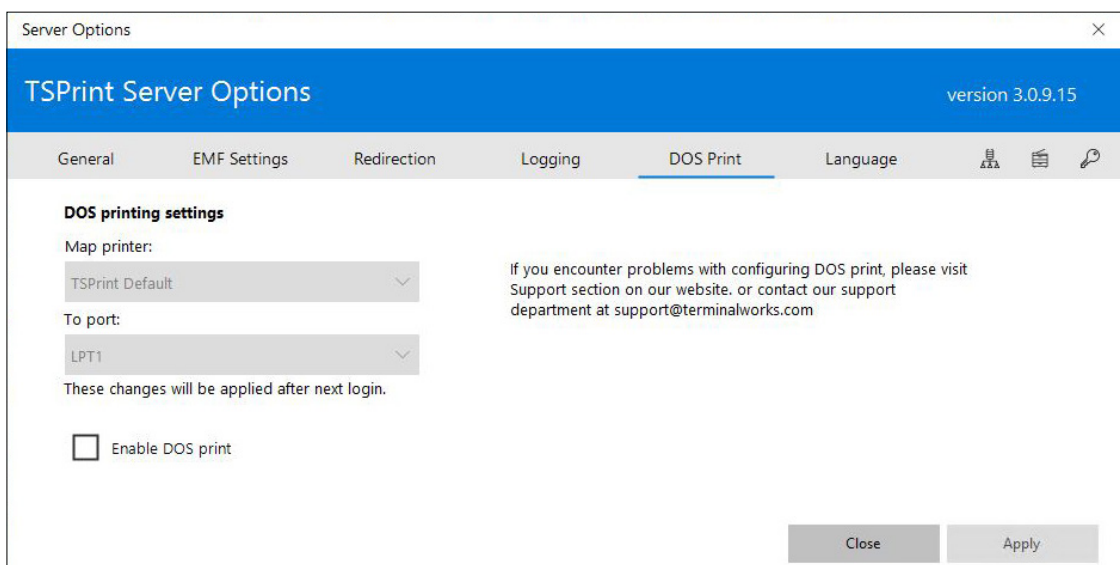 Server Options
TSPrint Server Options
version 3.0.9.15
General EMF Settings Redirection Logging DOS Print Language
DOS printing settings
Map printer:
TSPrint Default
If you encounter problems with configuring DOS print, please visit
Support section on our website. or contact our support
department at support@terminalworks.com
To port:
LPT1
These changes will be applied after next login.
Enable DOS print
Close Apply